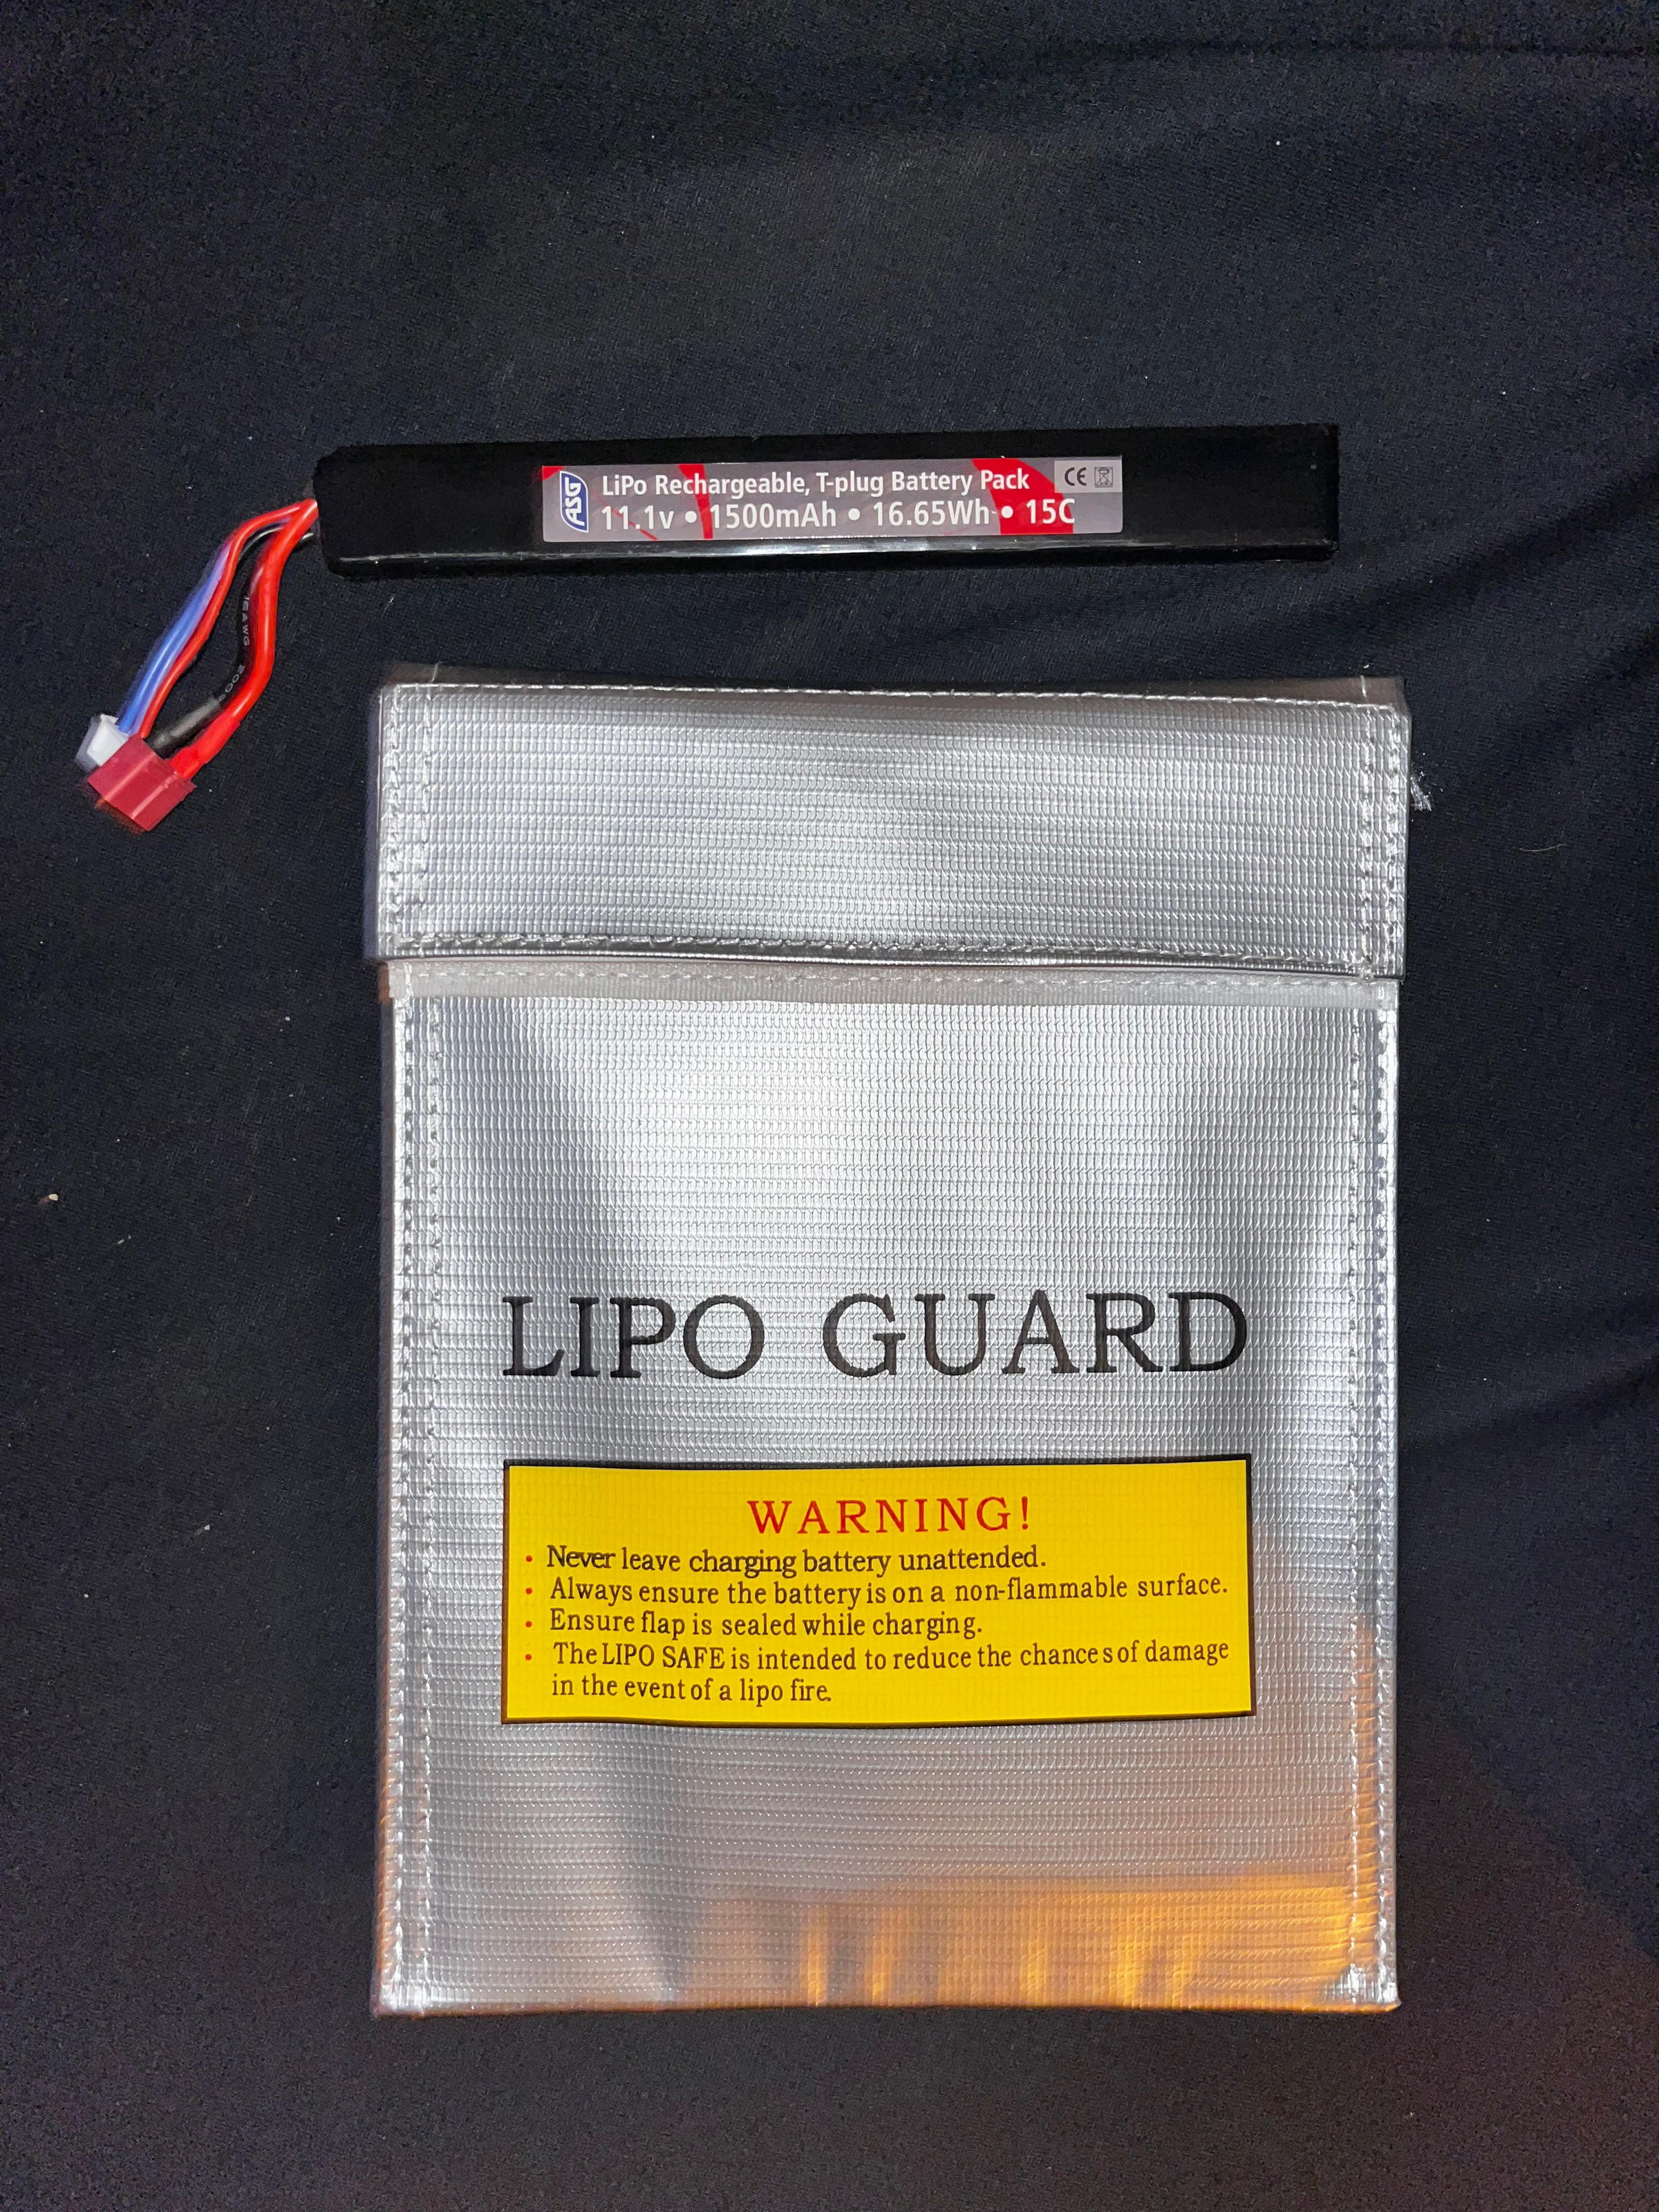 ASG
LiPo Rechargeable, T-plug Battery Pack
CE
11.1v • 1500mAh • 16.65Wh • 15C
AWG
LIPO GUARD
WARNING!
• Never leave charging battery unattended.
• Always ensure the battery is on a non-flammable surface.
• Ensure flap is sealed while charging.
• The LIPO SAFE is intended to reduce the chances of damage
in the event of a lipo fire.